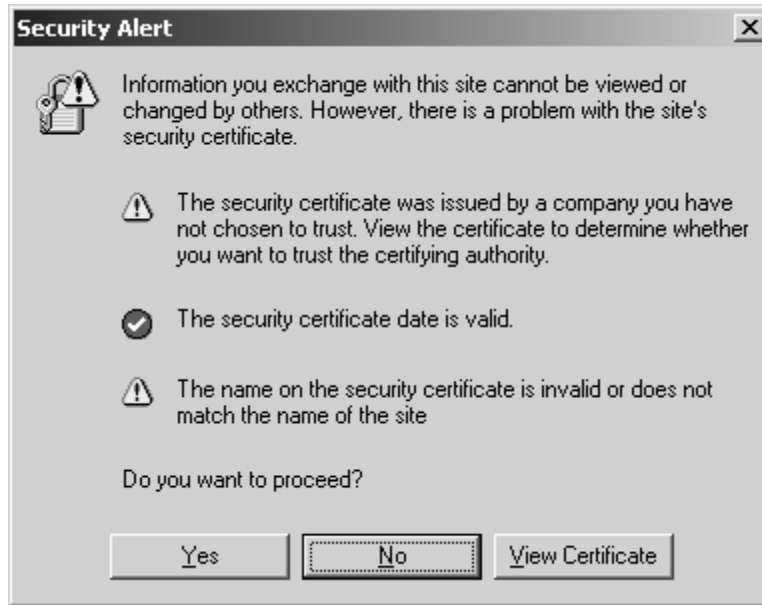 Security Alert
Information you exchange with this site cannot be viewed or
changed by others. However, there is a problem with the site's
security certificate.
The security certificate was issued by a company you have
not chosen to trust. View the certificate to determine whether
you want to trust the certifying authority.
The security certificate date is valid.
The name on the security certificate is invalid or does not
match the name of the site
Do you want to proceed?
Yes No View Certificate